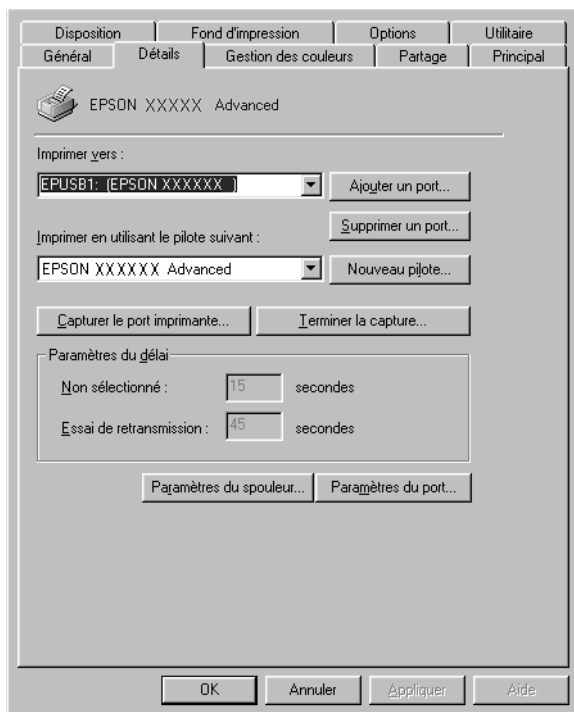 Disposition Fond d'impression Options Utilitaire
Général Détails Gestion des couleurs Partage Principal
EPSON XXXXX Advanced
Imprimer vers :
EPUSB1: (EPSON XXXXXX ) Ajouter un port...
Supprimer un port...
Imprimer en utilisant le pilote suivant :
EPSON XXXXXX Advanced Nouveau pilote...
Capturer le port imprimante... Terminer la capture...
Paramètres du délai
Non sélectionné : 15 secondes
Essai de retransmission : 45 secondes
Paramètres du spouleur... Paramètres du port...
OK Annuler Appliquer Aide